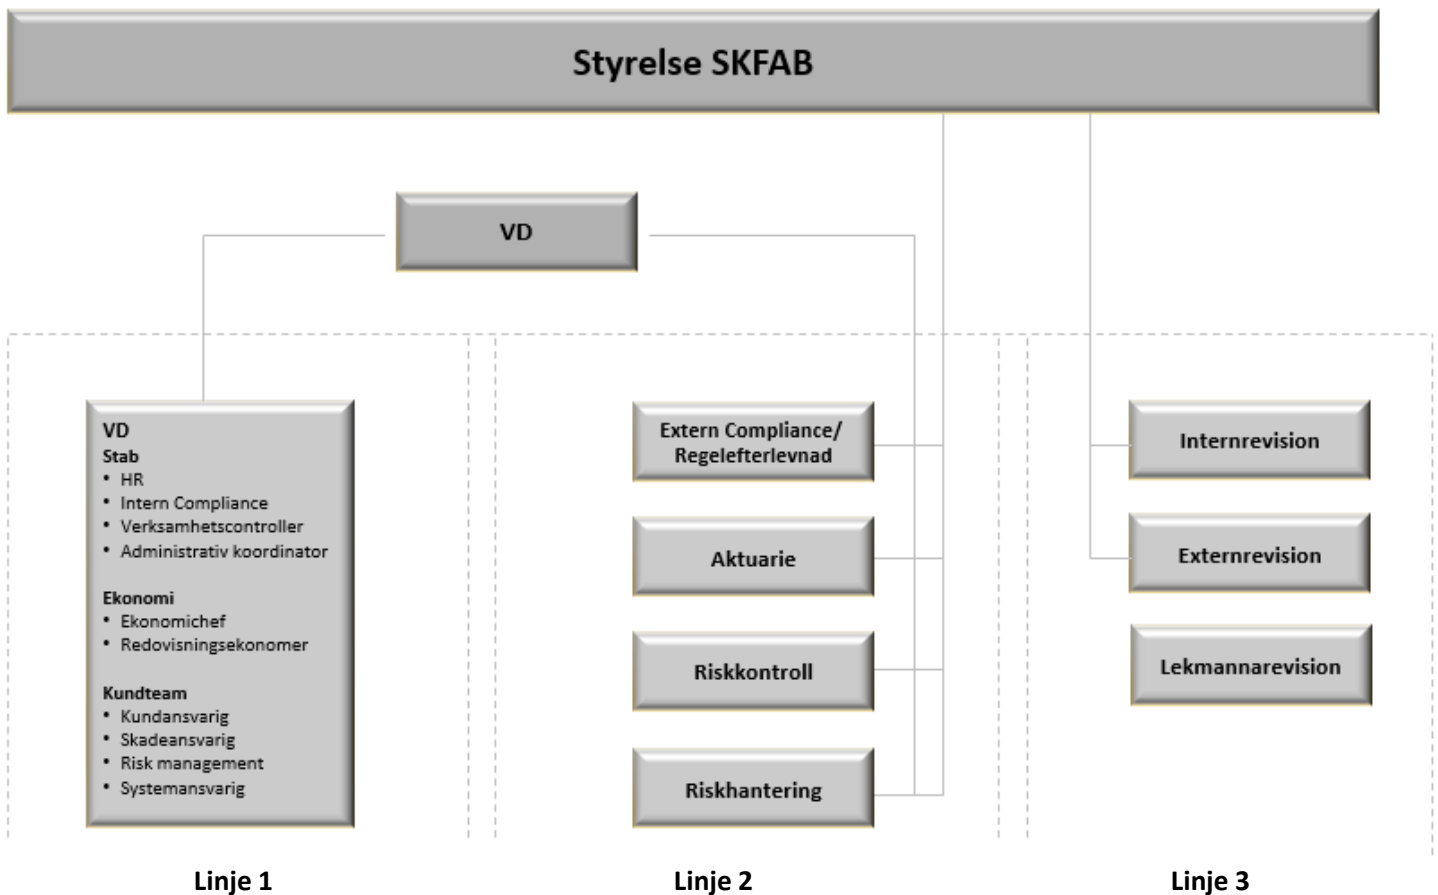 Styrelse SKFAB
VD
VD
Stab
• HR
• Intern Compliance
• Verksamhetscontroller
• Administrativ koordinator
Ekonomi
• Ekonomichef
• Redovisningsekonomer
Kundteam
• Kundansvarig
• Skadeansvarig
• Risk management
• Systemansvarig
Extern Compliance/
Regelefterlevnad
Aktuarie
Riskkontroll
Riskhantering
Internrevision
Externrevision
Lekmannarevision
Linje 1
Linje 2
Linje 3